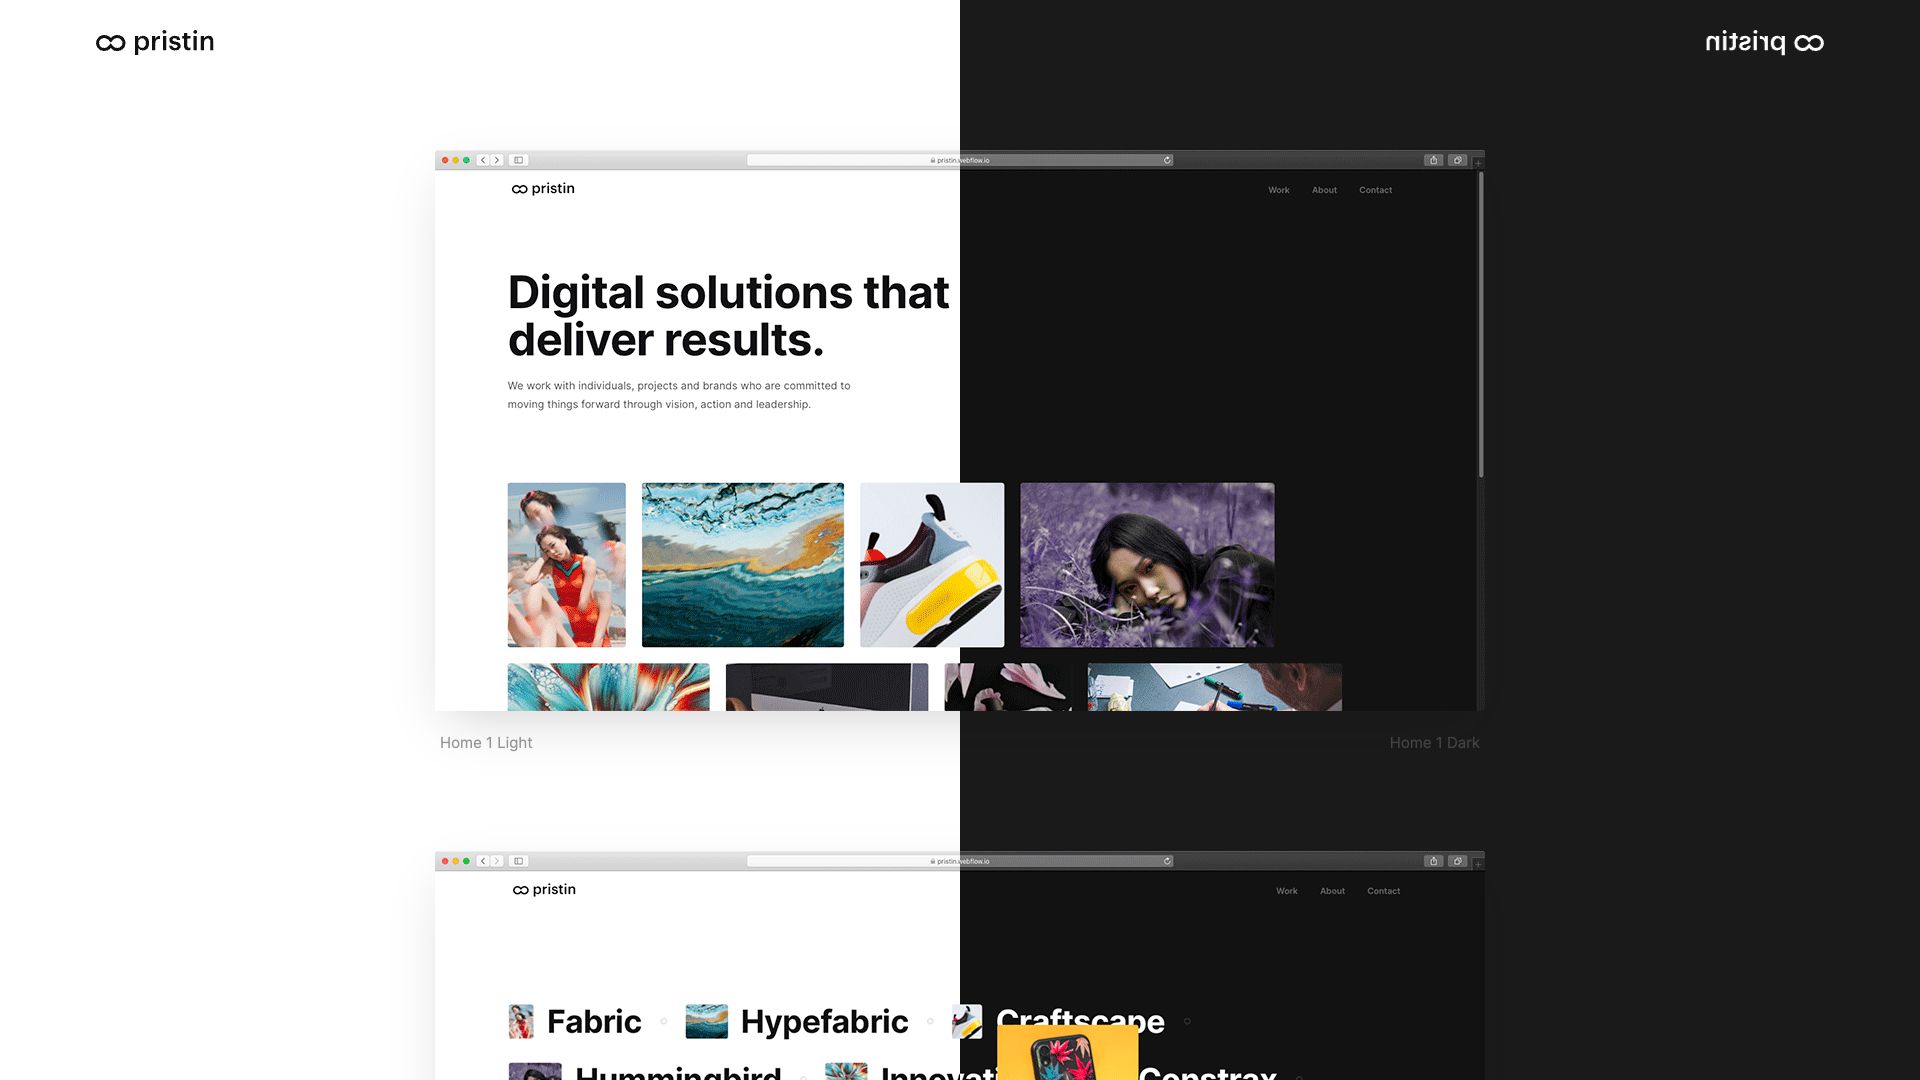 pristin
pristin
pristin.webflow.io
pristin
Work About Contact
Digital solutions that
deliver results.
We work with individuals, projects and brands who are committed to
moving things forward through vision, action and leadership.
Home 1 Light
Home 1 Dark
pristin.webflow.io
pristin
Work About Contact
Fabric Hypefabric Craftscape
Hummingbird Innovati Constrax